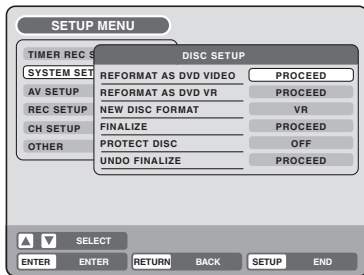 SETUP MENU
TIMER REC S
SYSTEM SET
AV SETUP
REC SETUP
CH SETUP
OTHER
DISC SETUP
REFORMAT AS DVD VIDEO PROCEED
REFORMAT AS DVD VR PROCEED
NEW DISC FORMAT VR
FINALIZE PROCEED
PROTECT DISC OFF
UNDO FINALIZE PROCEED
SELECT
ENTER ENTER RETURN BACK SETUP END